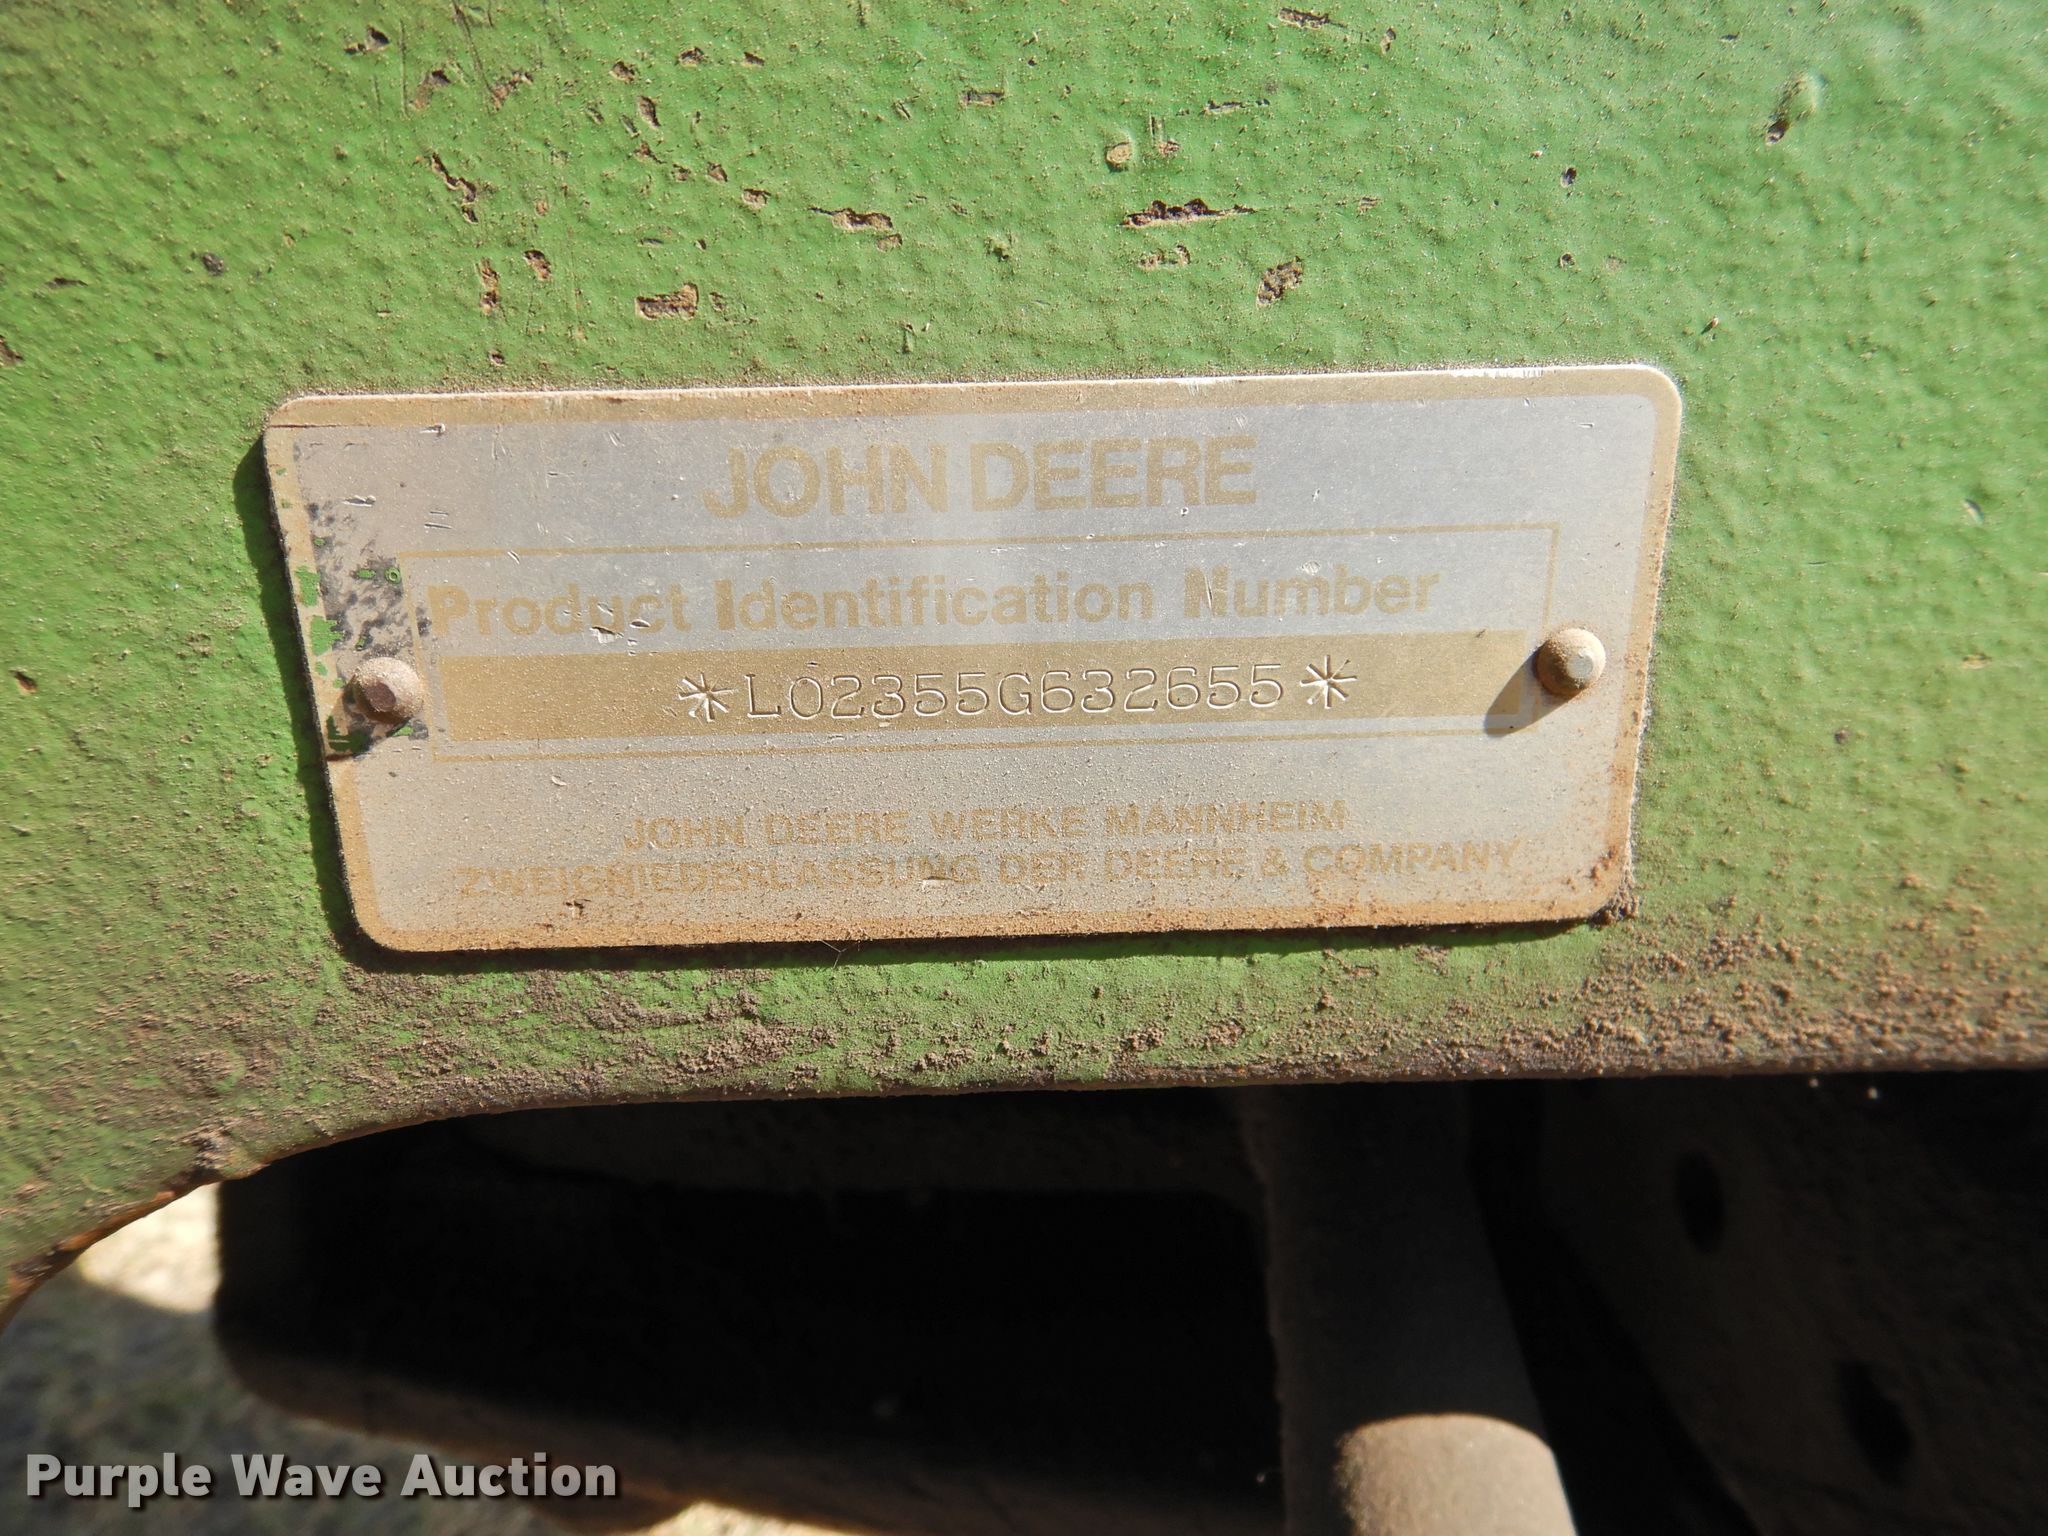 JOHN DEERE
Product Identification Number
*L02355G632655*
JOHN DEERE WERKE MANNHEIM
ZWEIGNIEDERLASSUNG DER DEERE & COMPANY
Purple Wave Auction